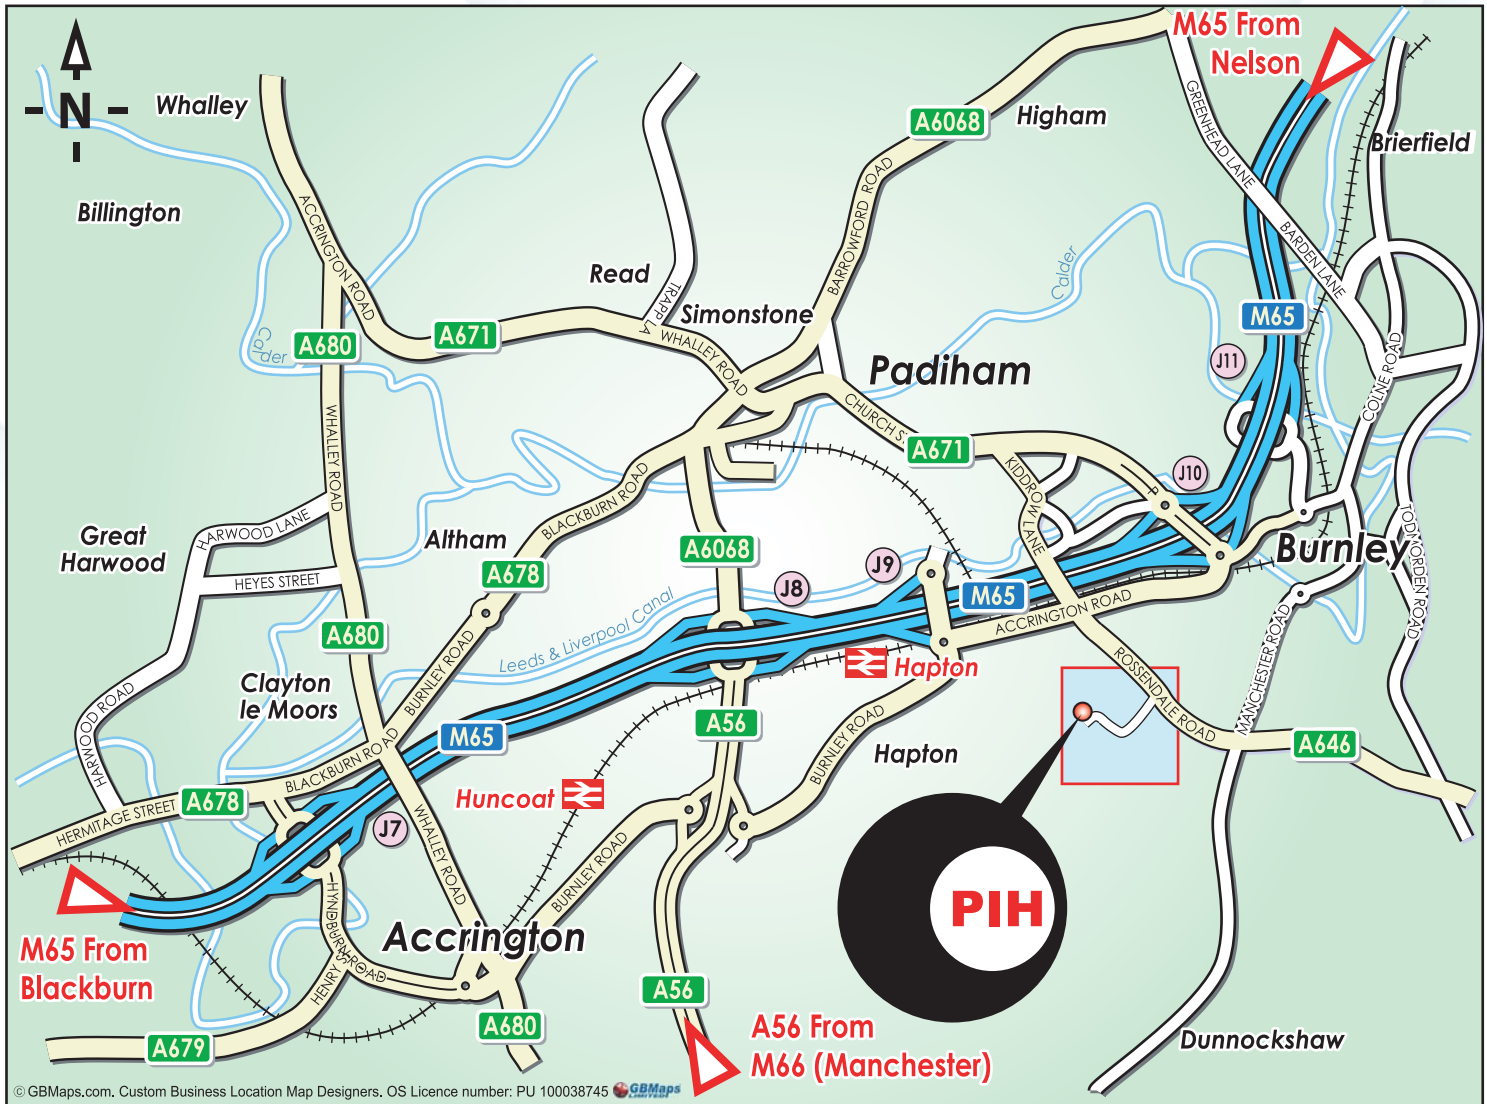 M65 From
Nelson
N
Whalley
Higham
A6068
GREENHEAD LANE
Brierfield
Billington
ACCRINGTON ROAD
BARROWFORD ROAD
BARDEN LANE
Read
TRAPP LA
Simonstone
Calder
Calder
A680
A671
WHALLEY ROAD
M65
J11
Padiham
COLNE ROAD
CHURCH S
A671
WHALLEY ROAD
KIDDROW LANE
J10
BLACKBURN ROAD
HARWOOD LANE
Great
Harwood
Altham
A678
A6068
J9
J8
M65
Burnley
TODMORDEN ROAD
HEYES STREET
A680
Leeds & Liverpool Canal
ACCRINGTON ROAD
BURNLEY ROAD
Hapton
ROSSENDALE ROAD
MANCHESTER ROAD
Clayton
le Moors
HARWOOD ROAD
M65
A56
BURNLEY ROAD
Hapton
A646
BLACKBURN ROAD
A678
HERMITAGE STREET
Huncoat
J7
WHALLEY ROAD
BURNLEY ROAD
HYNDBURN ROAD
PIH
Accrington
M65 From
Blackburn
HENRY S
A56
A680
A679
A56 From
M66 (Manchester)
Dunnockshaw
© GBMaps.com. Custom Business Location Map Designers. OS Licence number: PU 100038745
GBMaps
LIMITED